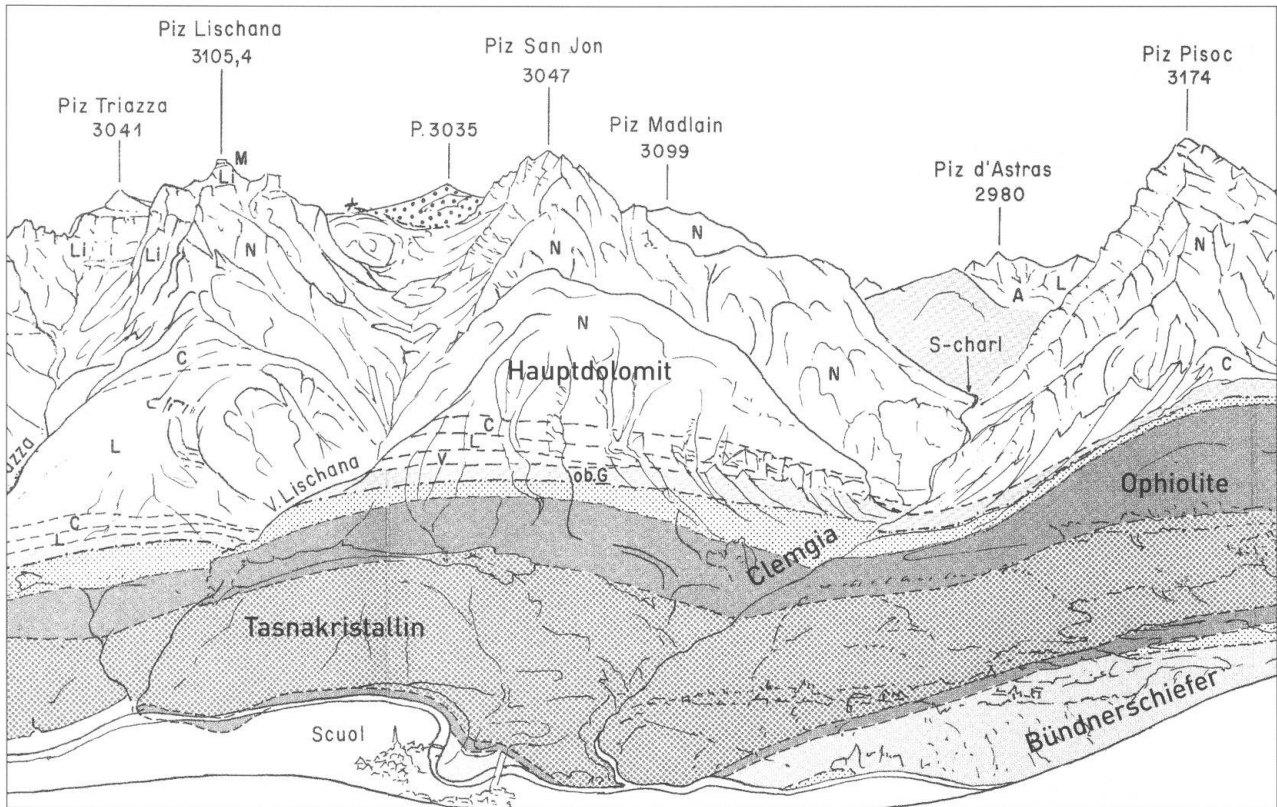 Piz Lischana
3105,4
Piz San Jon
3047
Piz Pisoc
3174
Piz Triazza
3041
P. 3035
Piz Madlain
3099
Piz d'Astras
2980
M
Li
Li
Li
N
N
N
N
A
L
S-charl
N
N
C
Hauptdolomit
C
L
azza
V. Lischana
C
L
V
ob.G
Ophiolite
C
L
Clemgia
Tasnakristallin
Scuol
Bündnerschiefer